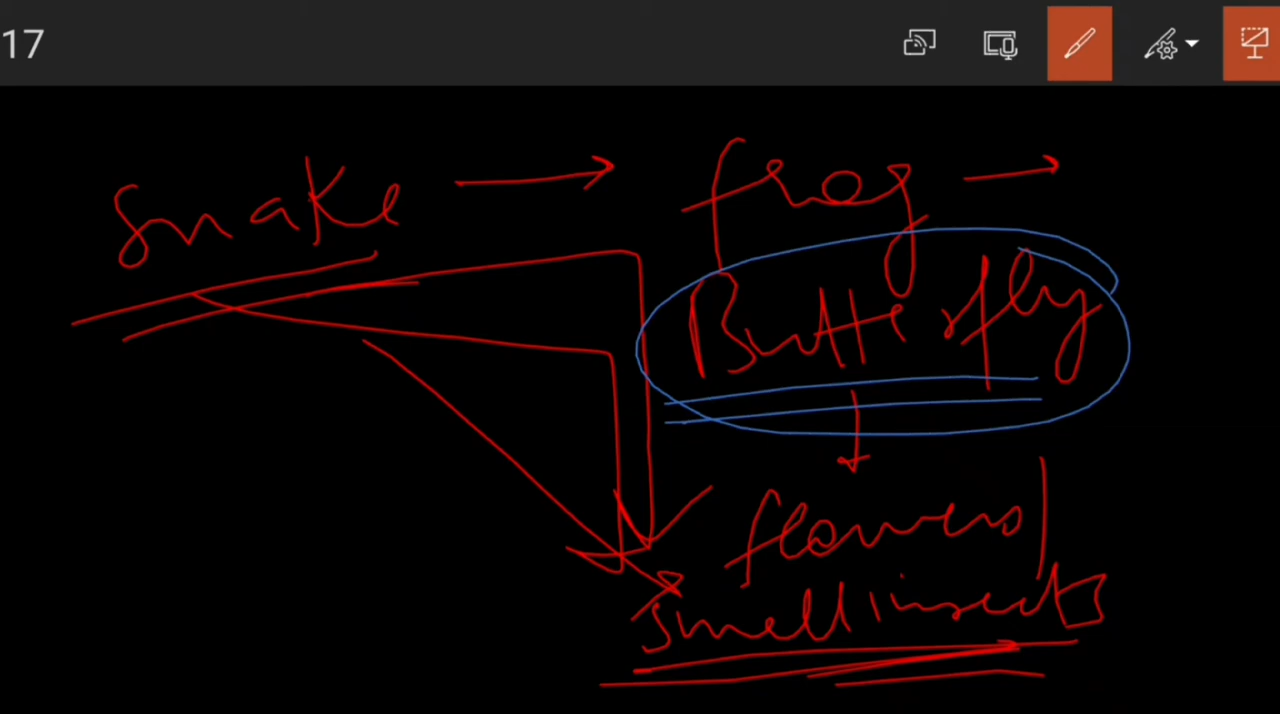 17
snake → frog →
Butterfly
flowers
small insects